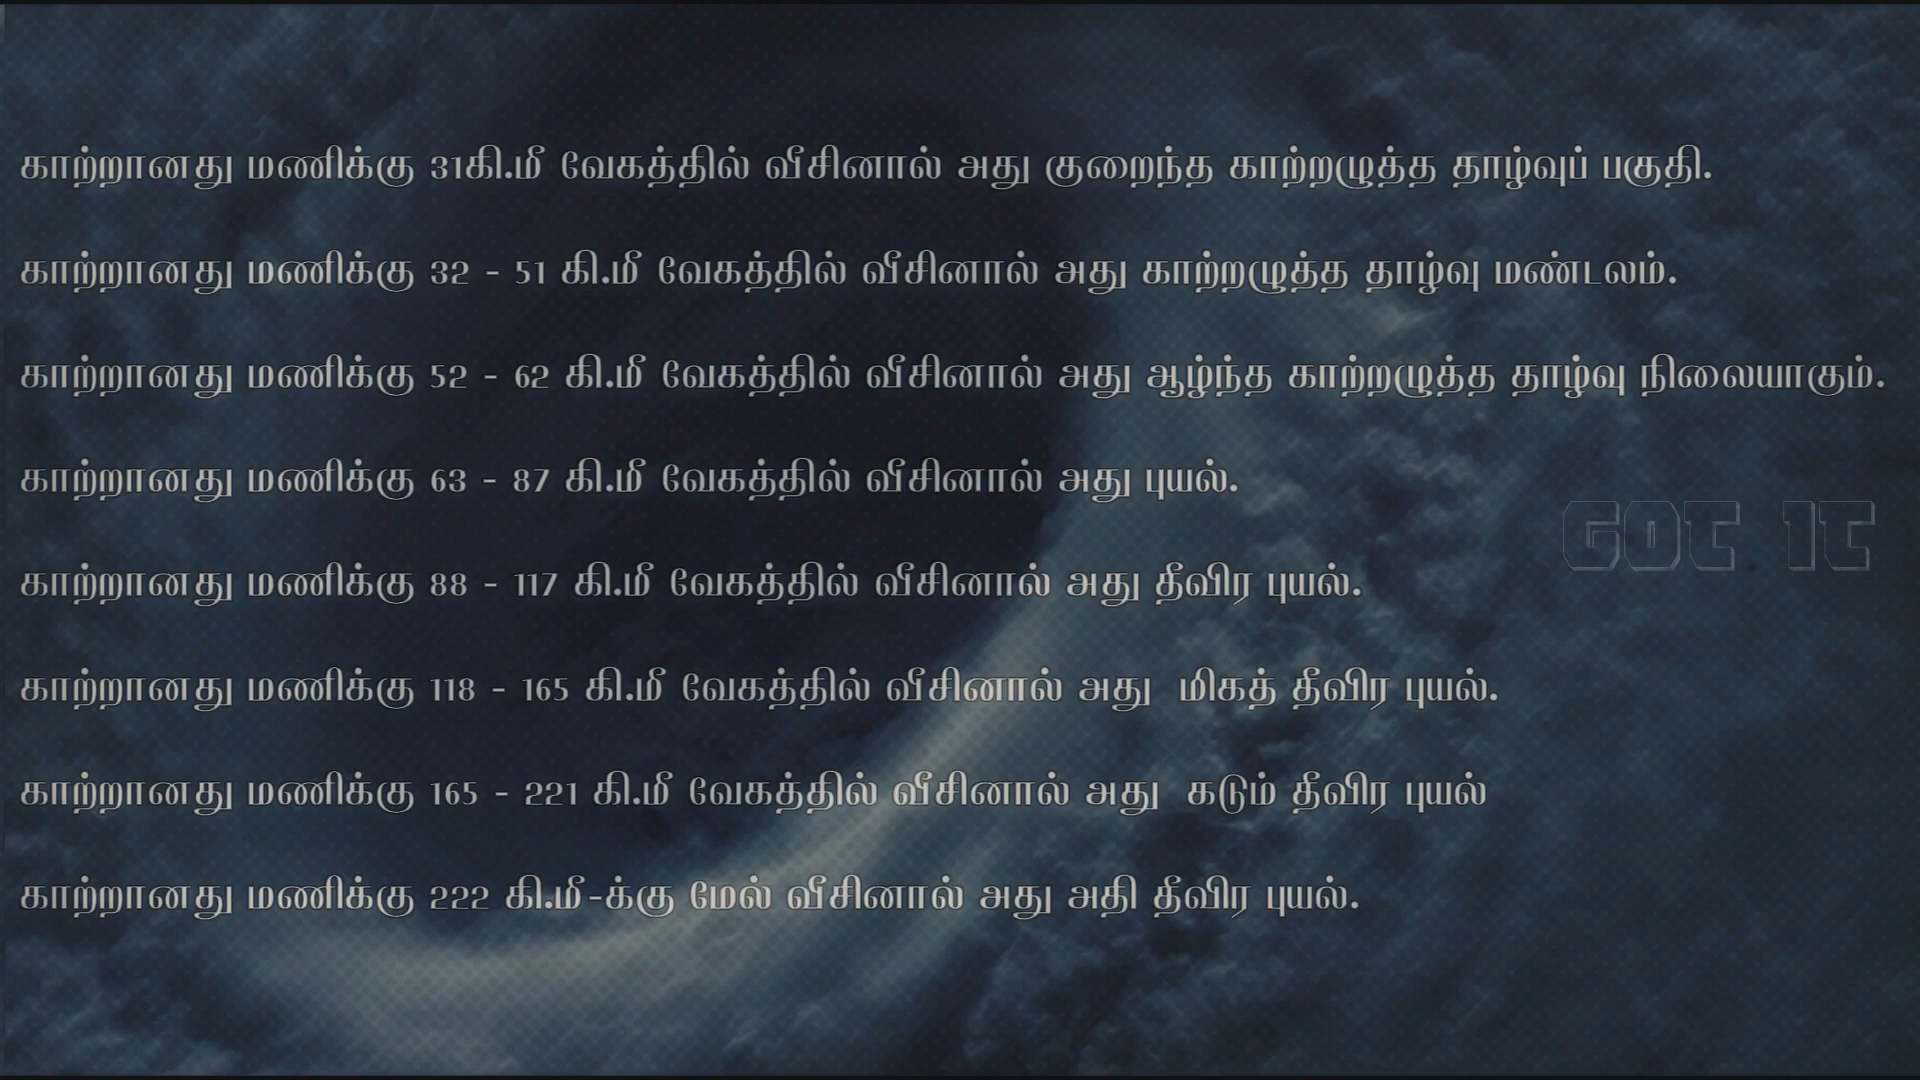 காற்றானது மணிக்கு 31கி.மீ வேகத்தில் வீசினால் அது குறைந்த காற்றழுத்த தாழ்வுப் பகுதி.
காற்றானது மணிக்கு 32 - 51 கி.மீ வேகத்தில் வீசினால் அது காற்றழுத்த தாழ்வு மண்டலம்.
காற்றானது மணிக்கு 52 - 62 கி.மீ வேகத்தில் வீசினால் அது ஆழ்ந்த காற்றழுத்த தாழ்வு நிலையாகும்.
காற்றானது மணிக்கு 63 - 87 கி.மீ வேகத்தில் வீசினால் அது புயல்.
GOT IT
காற்றானது மணிக்கு 88 - 117 கி.மீ வேகத்தில் வீசினால் அது தீவிர புயல்.
காற்றானது மணிக்கு 118 - 165 கி.மீ வேகத்தில் வீசினால் அது மிகத் தீவிர புயல்.
காற்றானது மணிக்கு 165 - 221 கி.மீ வேகத்தில் வீசினால் அது கடும் தீவிர புயல்
காற்றானது மணிக்கு 222 கி.மீ-க்கு மேல் வீசினால் அது அதி தீவிர புயல்.